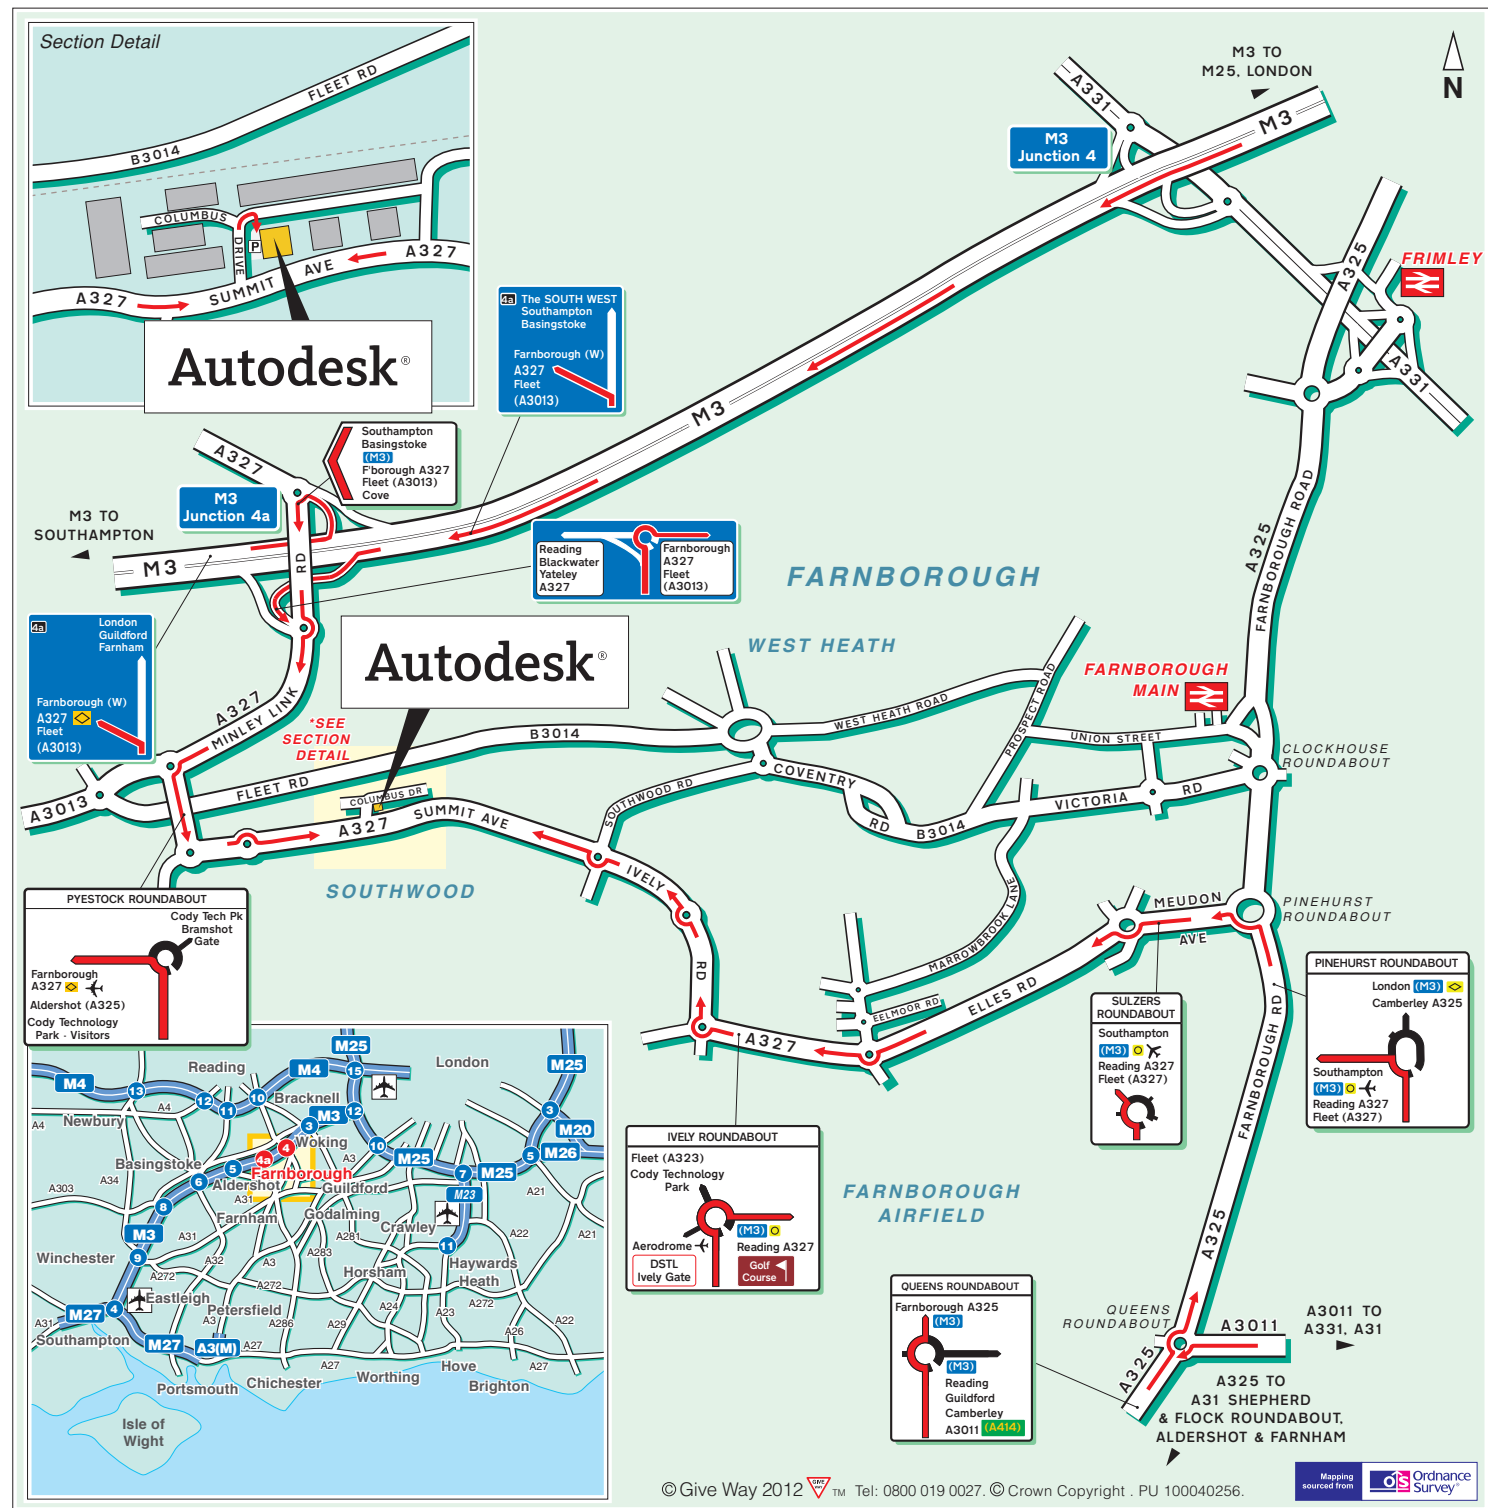 Section Detail
FLEET RD
B3014
COLUMBUS
DRIVE
P
A327
SUMMIT AVE
A327
Autodesk®
M3 TO
M25, LONDON
N
A331
M3
M3
Junction 4
A325
FRIMLEY
A331
4a The SOUTH WEST
Southampton
Basingstoke
Farnborough (W)
A327
Fleet
(A3013)
M3
A327
Southampton
Basingstoke
(M3)
F'borough A327
Fleet (A3013)
Cove
M3
Junction 4a
M3 TO
SOUTHAMPTON
M3
RD
Reading
Blackwater
Yateley
A327
Farnborough
A327
Fleet
(A3013)
FARNBOROUGH
A325
FARNBOROUGH ROAD
4a
London
Guildford
Farnham
Farnborough (W)
A327
Fleet
(A3013)
Autodesk®
WEST HEATH
FARNBOROUGH
MAIN
A327
MINLEY LINK
*SEE
SECTION
DETAIL
B3014
WEST HEATH ROAD
PROSPECT ROAD
UNION STREET
CLOCKHOUSE
ROUNDABOUT
A3013
FLEET RD
COLUMBUS DR
A327
SUMMIT AVE
SOUTHWOOD RD
COVENTRY
RD
B3014
VICTORIA RD
SOUTHWOOD
IVELY
RD
MARROWBROOK LANE
EELMOOR RD
MEUDON
AVE
PINEHURST
ROUNDABOUT
ELLES RD
A327
PYESTOCK ROUNDABOUT
Cody Tech Pk
Bramshot
Gate
Farnborough
A327
Aldershot (A325)
Cody Technology
Park - Visitors
SULZERS
ROUNDABOUT
Southampton
(M3)
Reading A327
Fleet (A327)
PINEHURST ROUNDABOUT
London (M3)
Camberley A325
Southampton
(M3)
Reading A327
Fleet (A327)
FARNBOROUGH RD
A325
IVELY ROUNDABOUT
Fleet (A323)
Cody Technology
Park
(M3)
Aerodrome
Reading A327
DSTL
Ively Gate
Golf
Course
FARNBOROUGH
AIRFIELD
QUEENS ROUNDABOUT
Farnborough A325
(M3)
(M3)
Reading
Guildford
Camberley
A3011 (A414)
QUEENS
ROUNDABOUT
A3011
A3011 TO
A331, A31
A325
A325 TO
A31 SHEPHERD
& FLOCK ROUNDABOUT,
ALDERSHOT & FARNHAM
M25
London
M25
Reading
M4
M4
15
13
12
11
10
Bracknell
12
M3
3
3
M20
Newbury
A4
A4
Woking
4
4a
10
M25
5
M26
Basingstoke
5
A3
7
M25
Farnborough
6
Aldershot
Guildford
M23
A21
A303
A34
8
A31
Farnham
Godalming
Crawley
A22
A21
M3
A31
A281
A283
11
Winchester
9
A32
A3
Haywards
Heath
A272
A272
Horsham
Eastleigh
4
M27
Petersfield
A24
A23
A272
A31
A3
A286
A29
A26
A22
Southampton
M27
A3(M)
A27
A27
Hove
A27
Portsmouth
Chichester
Worthing
Brighton
Isle of
Wight
© Give Way 2012 GIVE WAY TM Tel: 0800 019 0027. © Crown Copyright . PU 100040256.
Mapping
sourced from
OS Ordnance
Survey®